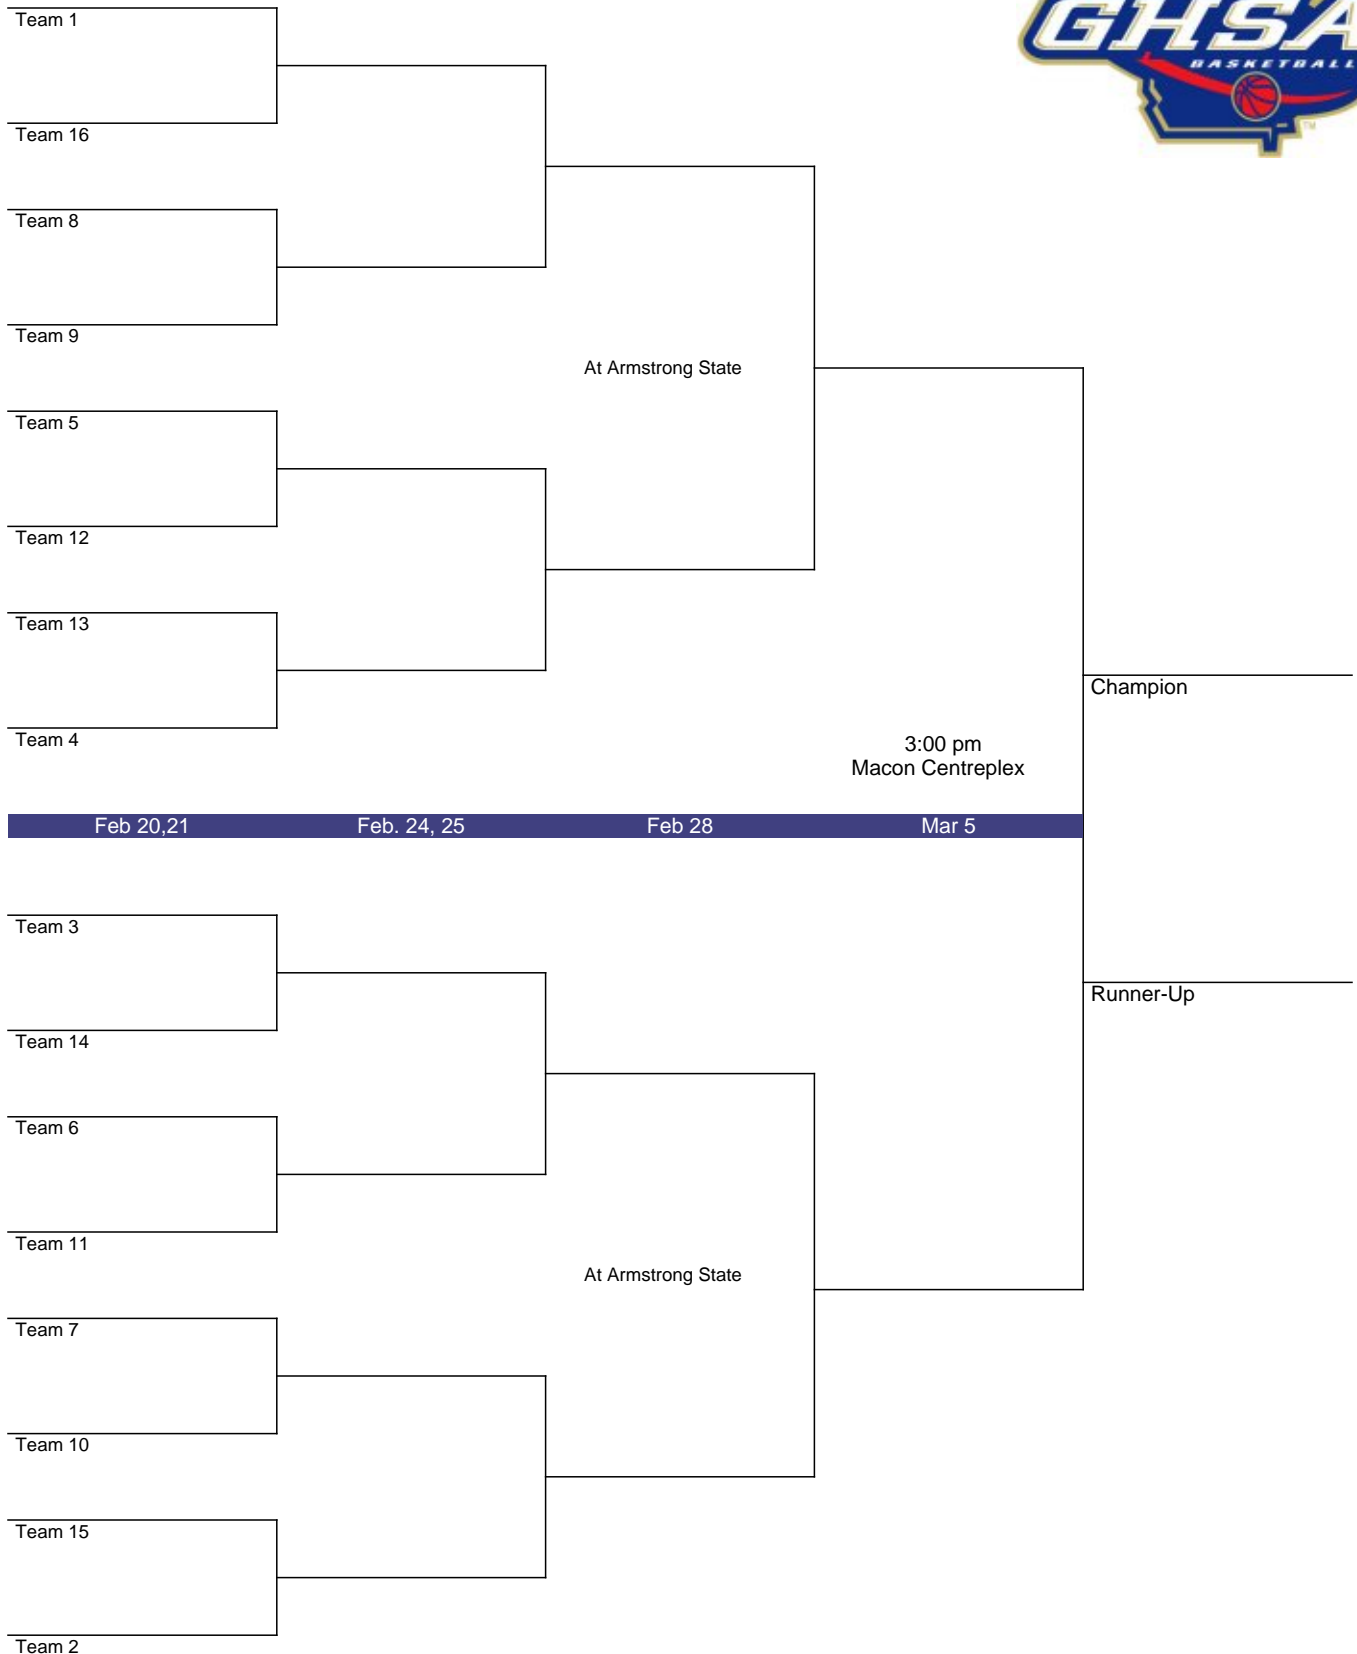 Team 1
GHSA
BASKETBALL
TM
Team 16
Team 8
Team 9
At Armstrong State
Team 5
Team 12
Team 13
Champion
Team 4
3:00 pm
Macon Centreplex
Feb 20,21 Feb. 24, 25 Feb 28 Mar 5
Team 3
Runner-Up
Team 14
Team 6
Team 11
At Armstrong State
Team 7
Team 10
Team 15
Team 2